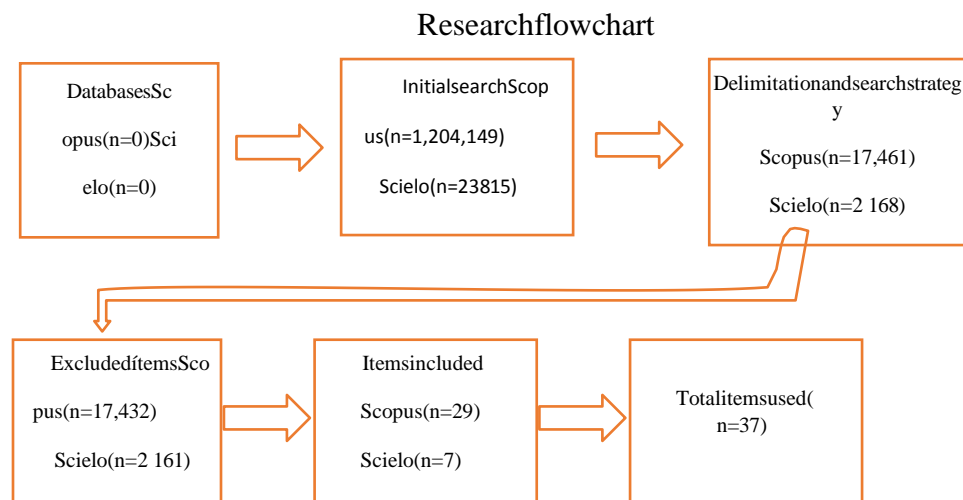 Researchflowchart
DatabasesSc
opus(n=0)Sci
elo(n=0)
InitialsearchScop
us(n=1,204,149)
Scielo(n=23815)
Delimitationandsearchstrateg
y
Scopus(n=17,461)
Scielo(n=2 168)
ExcludedítemsSco
pus(n=17,432)
Scielo(n=2 161)
Itemsincluded
Scopus(n=29)
Scielo(n=7)
Totalitemsused(
n=37)